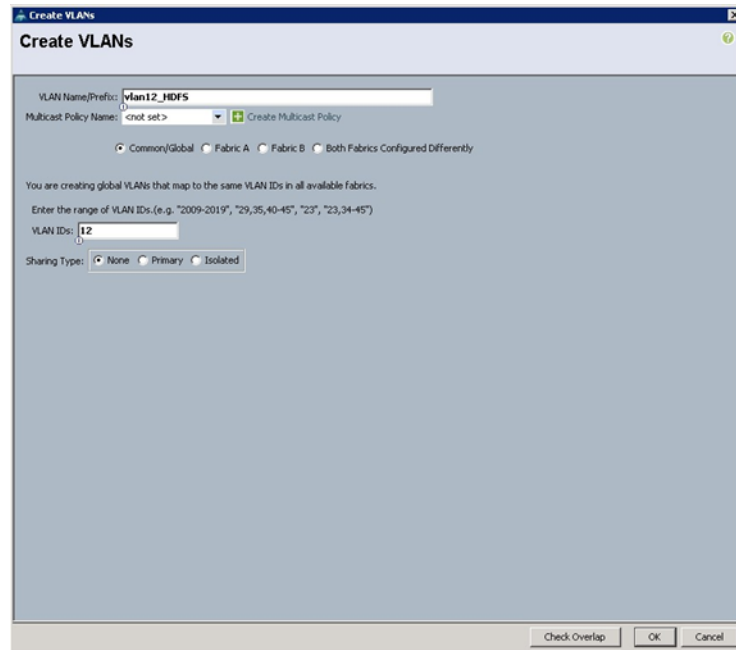 Create VLANs
Create VLANs
VLAN Name/Prefix: vlan12_HDFS
Multicast Policy Name: <not set> Create Multicast Policy
Common/Global Fabric A Fabric B Both Fabrics Configured Differently
You are creating global VLANs that map to the same VLAN IDs in all available fabrics.
Enter the range of VLAN IDs.(e.g. "2009-2019", "29,35,40-45", "23", "23,34-45")
VLAN IDs: 12
Sharing Type: None Primary Isolated
Check Overlap OK Cancel